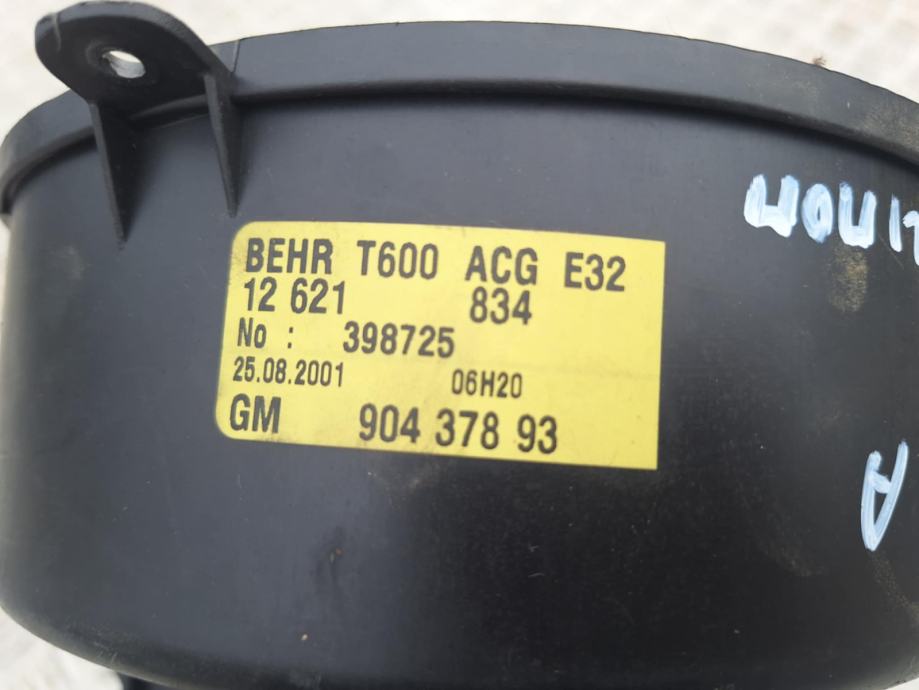 BEHR T600 ACG E32
12 621 834
No : 398725
25.08.2001 06H20
GM 904 378 93
A